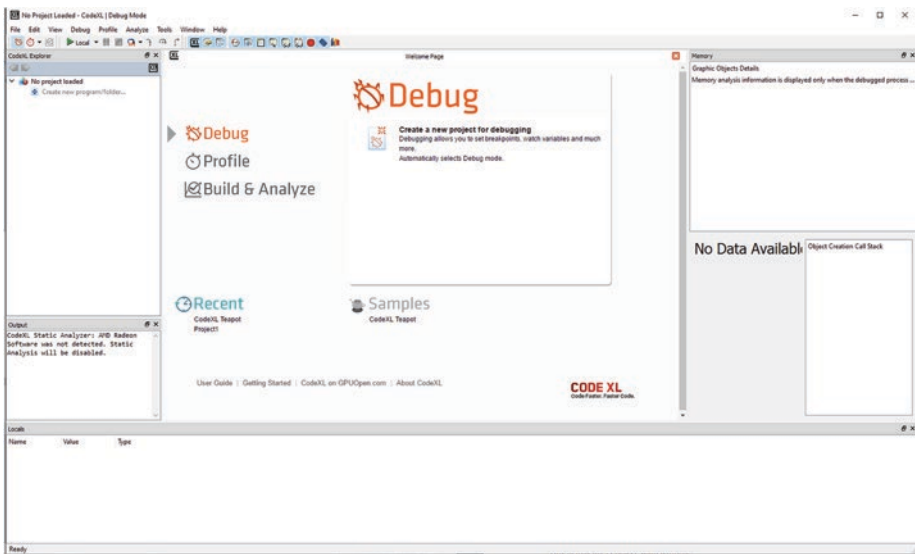 No Project Loaded - CodeXL | Debug Mode
File Edit View Debug Profile Analyze Tools Window Help
Local
CodeXL Explorer
No project loaded
Create new program/folder...
XL
Welcome Page
Debug
Create a new project for debugging
Debugging allows you to set breakpoints, watch variables and much
more.
Automatically selects Debug mode.
Debug
Profile
Build & Analyze
Recent
CodeXL Teapot
Project1
Samples
CodeXL Teapot
User Guide | Getting Started | CodeXL on GPUOpen.com | About CodeXL
CODE XL
Code Faster. Faster Code.
Memory
Graphic Objects Details
Memory analysis information is displayed only when the debugged process ...
No Data Availabl
Object Creation Call Stack
Output
CodeXL Static Analyzer: AMD Radeon
Software was not detected. Static
Analysis will be disabled.
Locals
Name Value Type
Ready